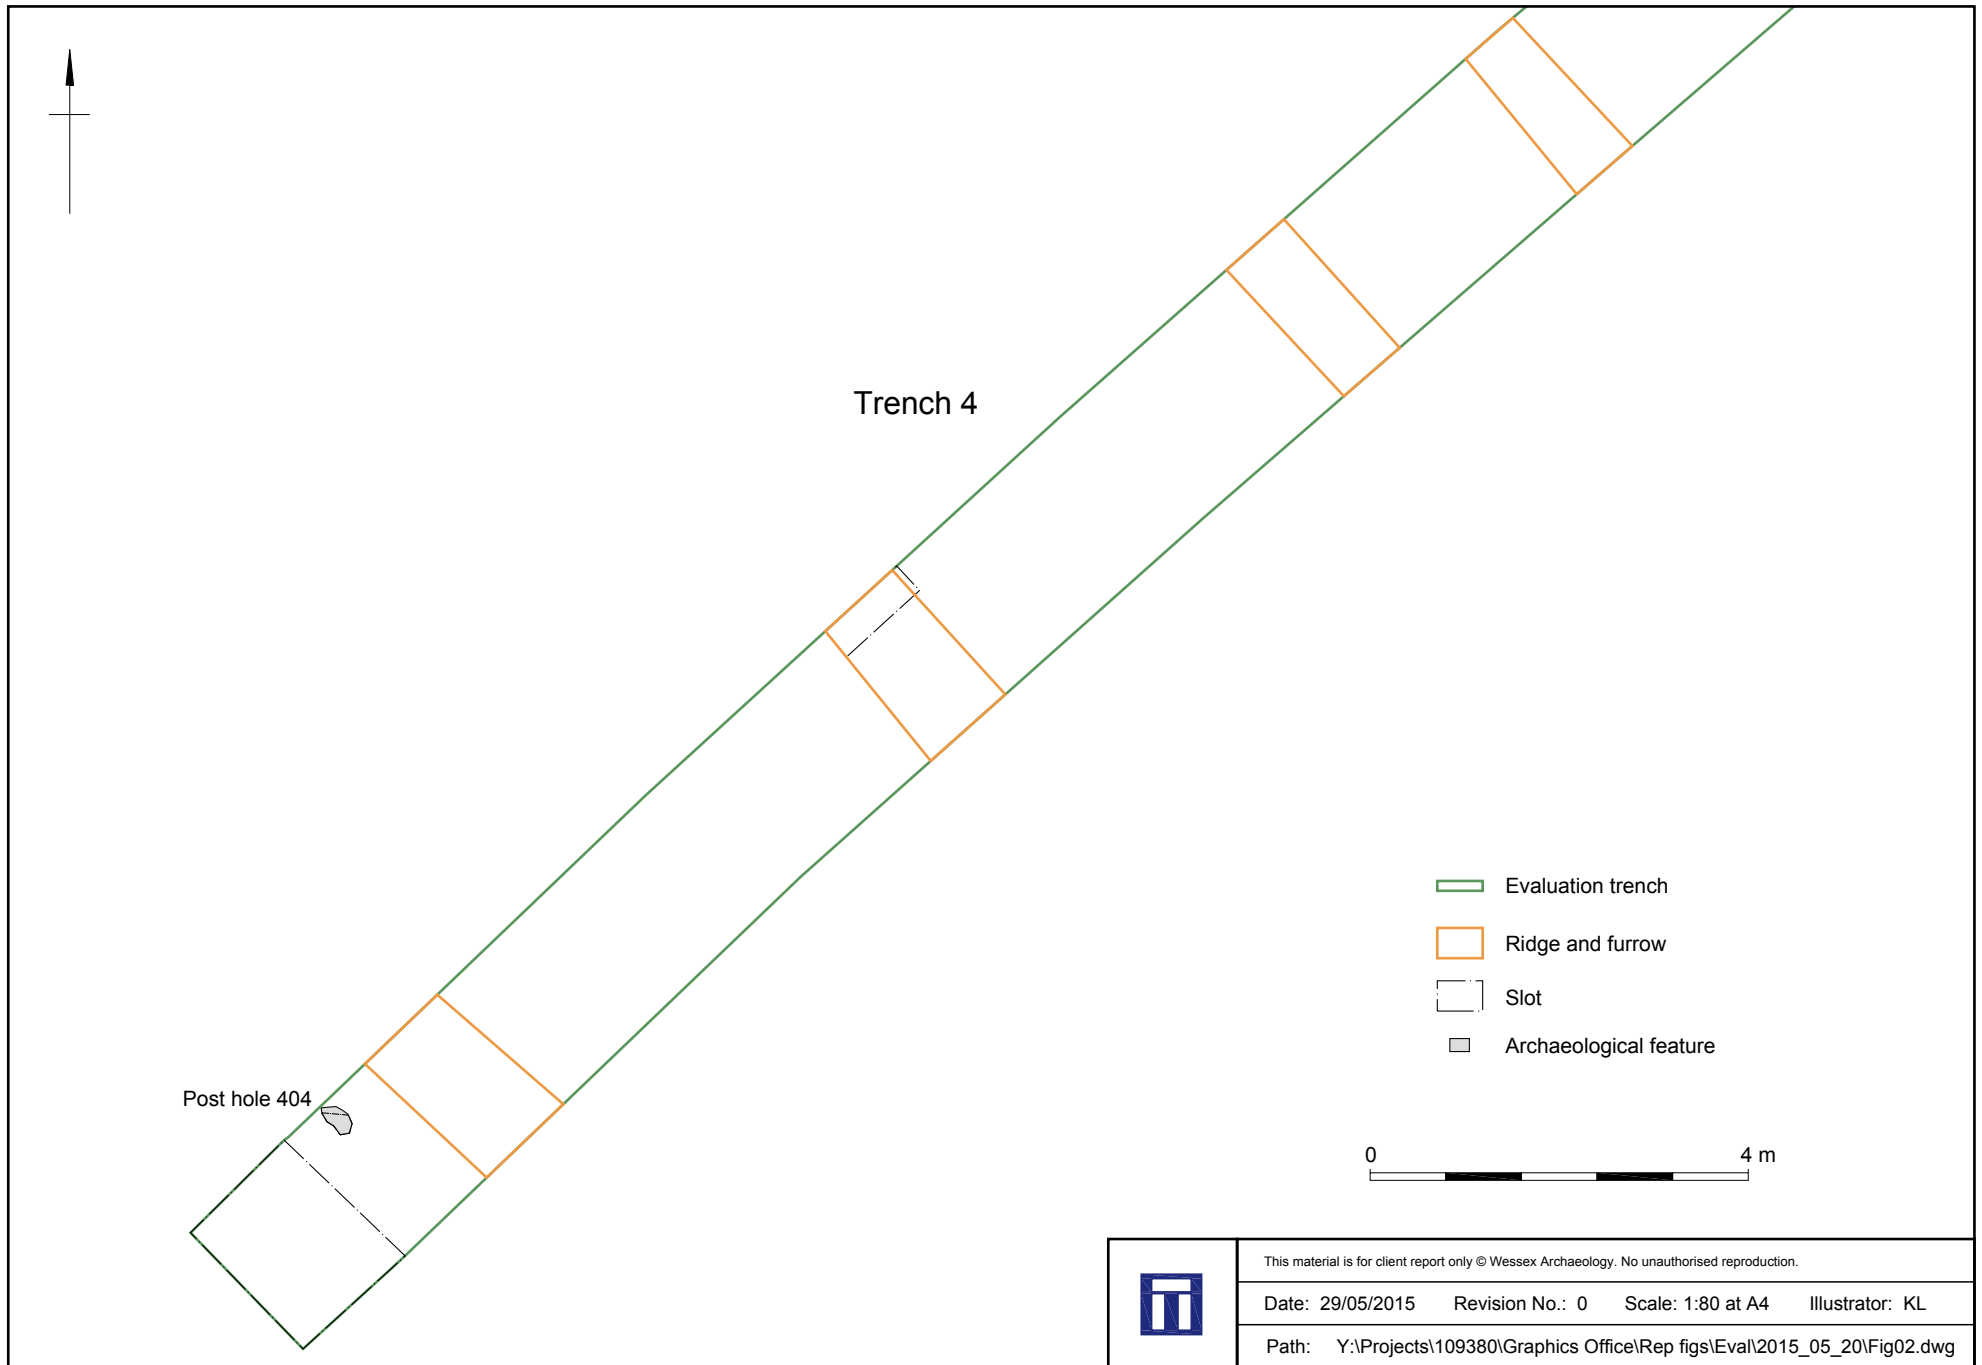 Trench 4
Evaluation trench
Ridge and furrow
Slot
Archaeological feature
Post hole 404
0 4 m
This material is for client report only © Wessex Archaeology. No unauthorised reproduction.
Date: 29/05/2015 Revision No.: 0 Scale: 1:80 at A4 Illustrator: KL
Path: Y:\Projects\109380\Graphics Office\Rep figs\Eval\2015_05_20\Fig02.dwg